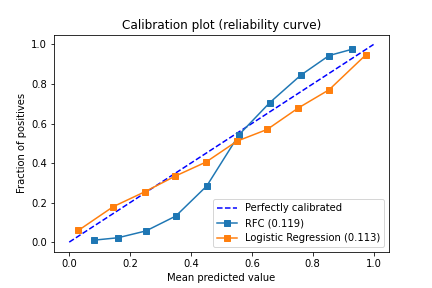 Calibration plot (reliability curve)
1.0
0.8
0.6
0.4
0.2
0.0
Fraction of positives
Perfectly calibrated
RFC (0.119)
Logistic Regression (0.113)
0.0 0.2 0.4 0.6 0.8 1.0
Mean predicted value